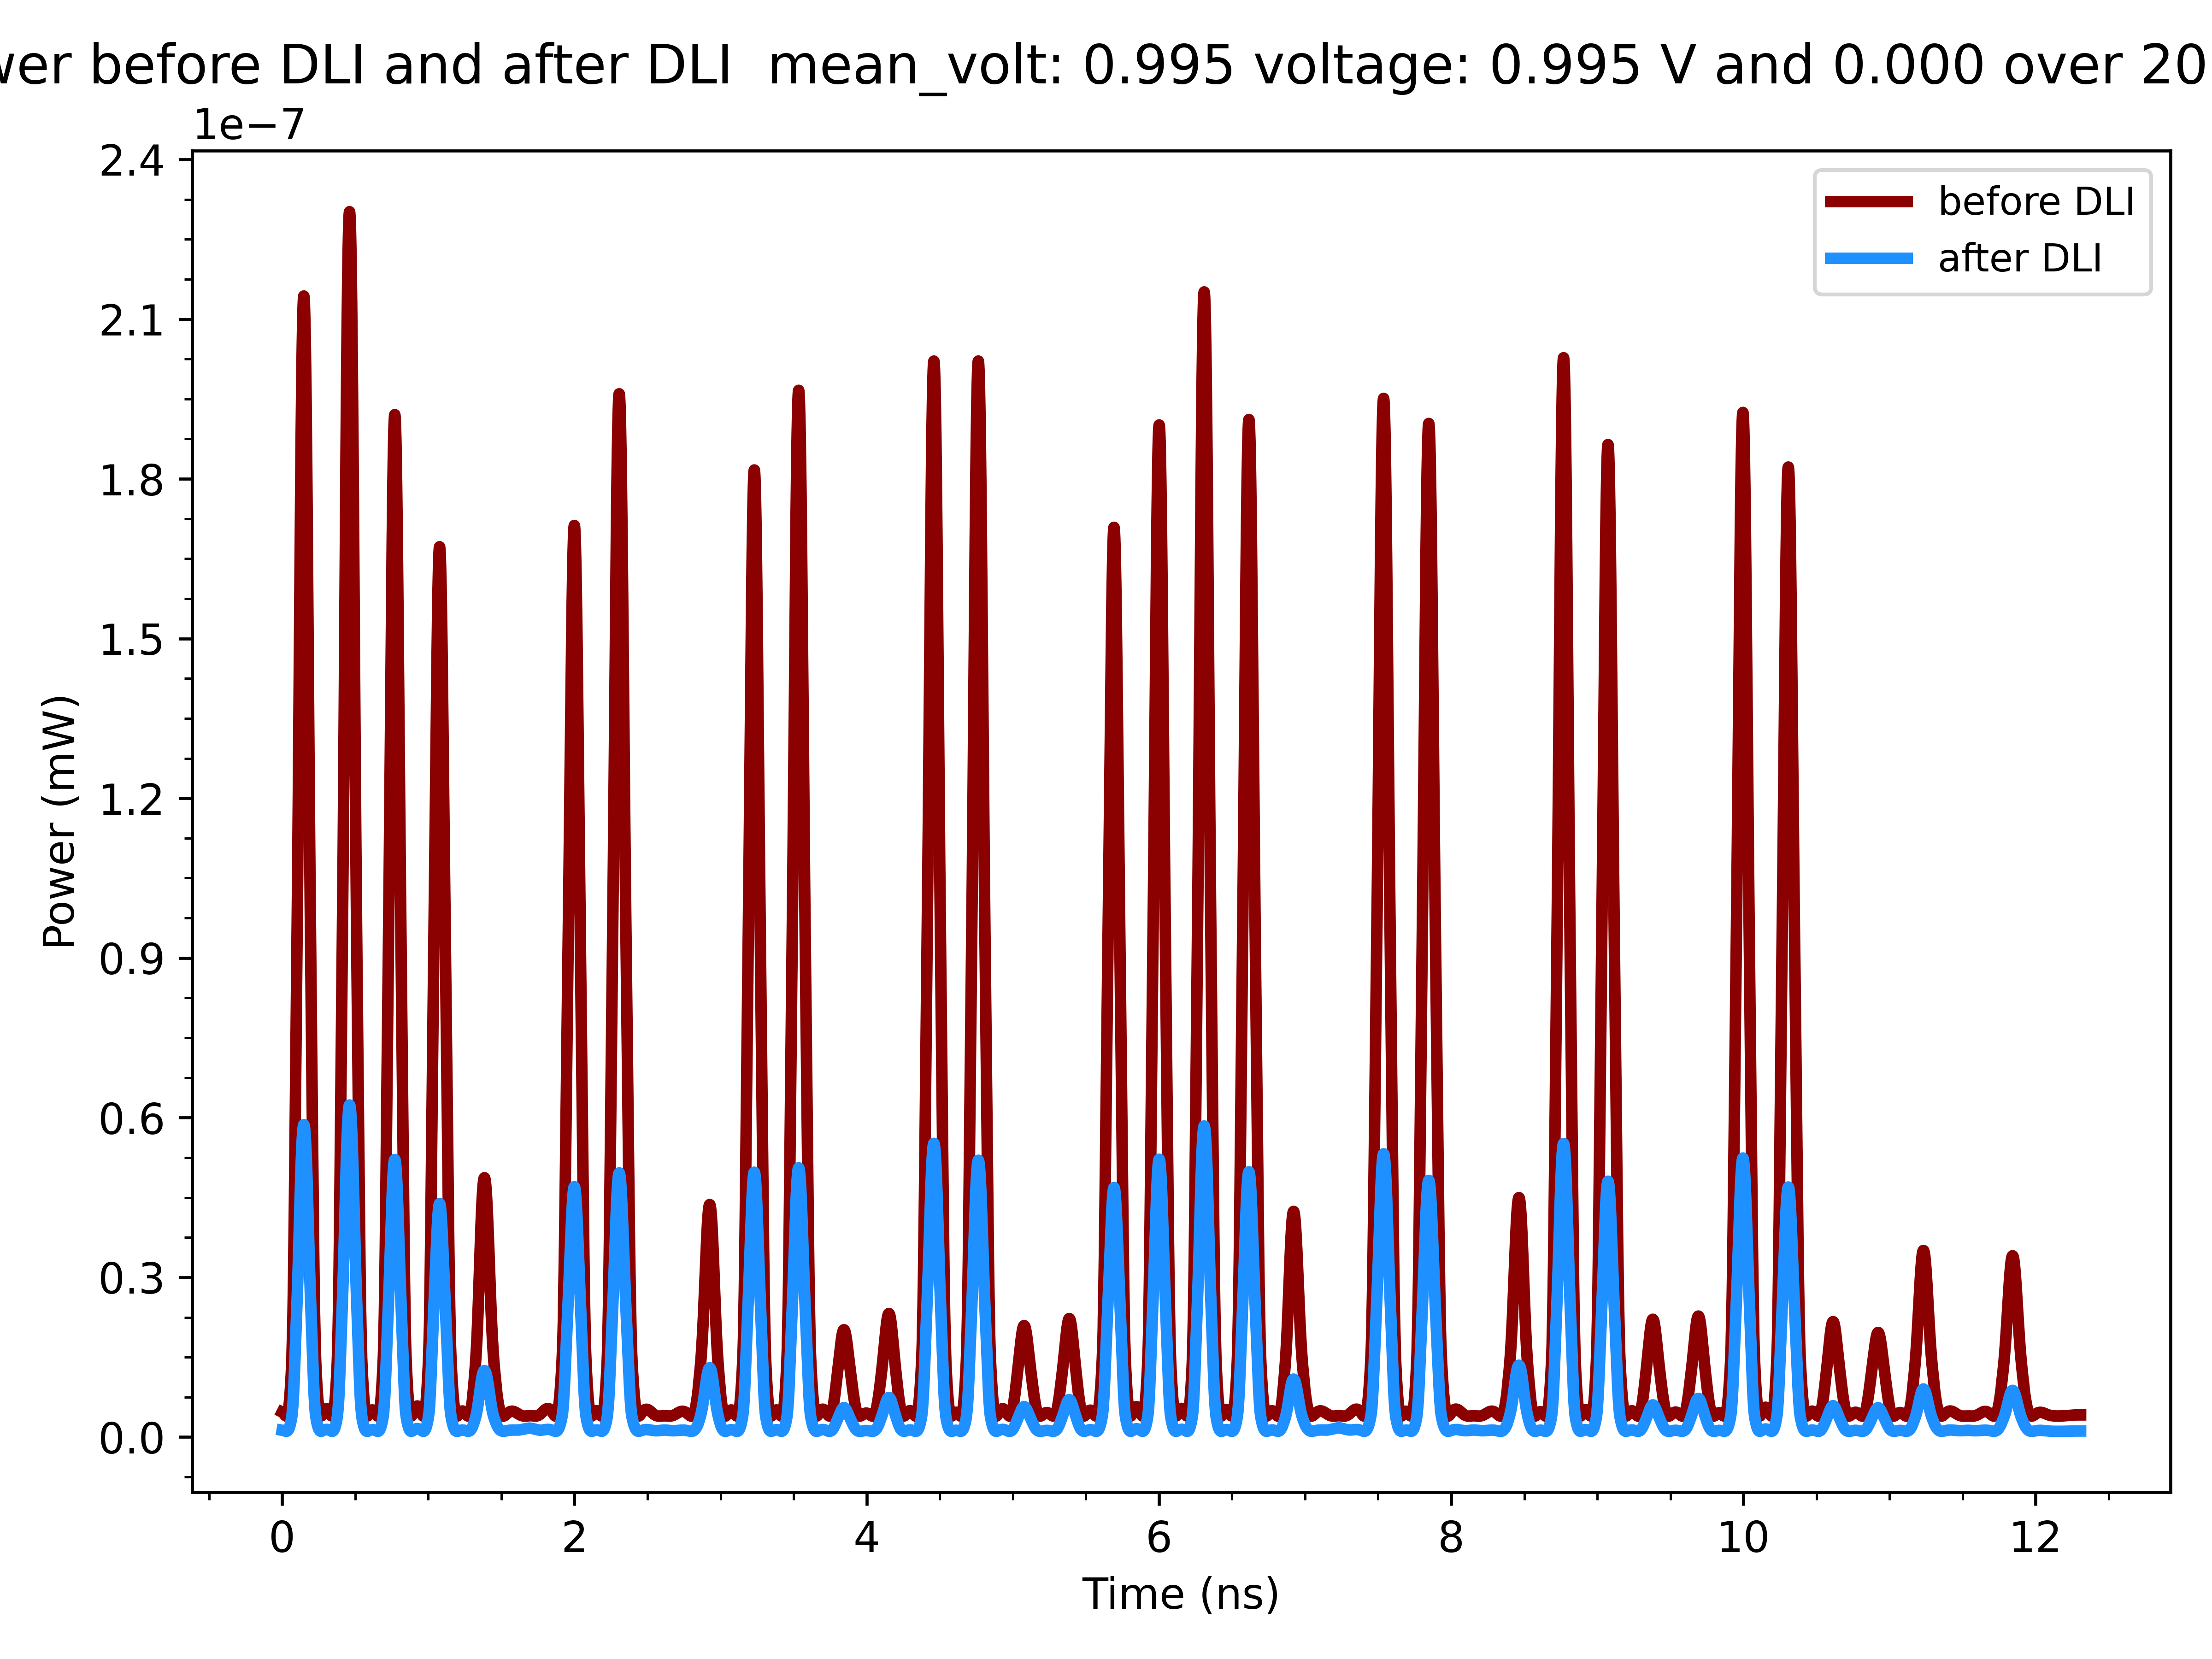 before DLI and after DLI mean_volt: 0.995 voltage: 0.995 V and 0.000 over 20
1e−7
2.4
2.1
1.8
1.5
1.2
0.9
0.6
0.3
0.0
Power (mW)
before DLI
after DLI
0 2 4 6 8 10 12
Time (ns)